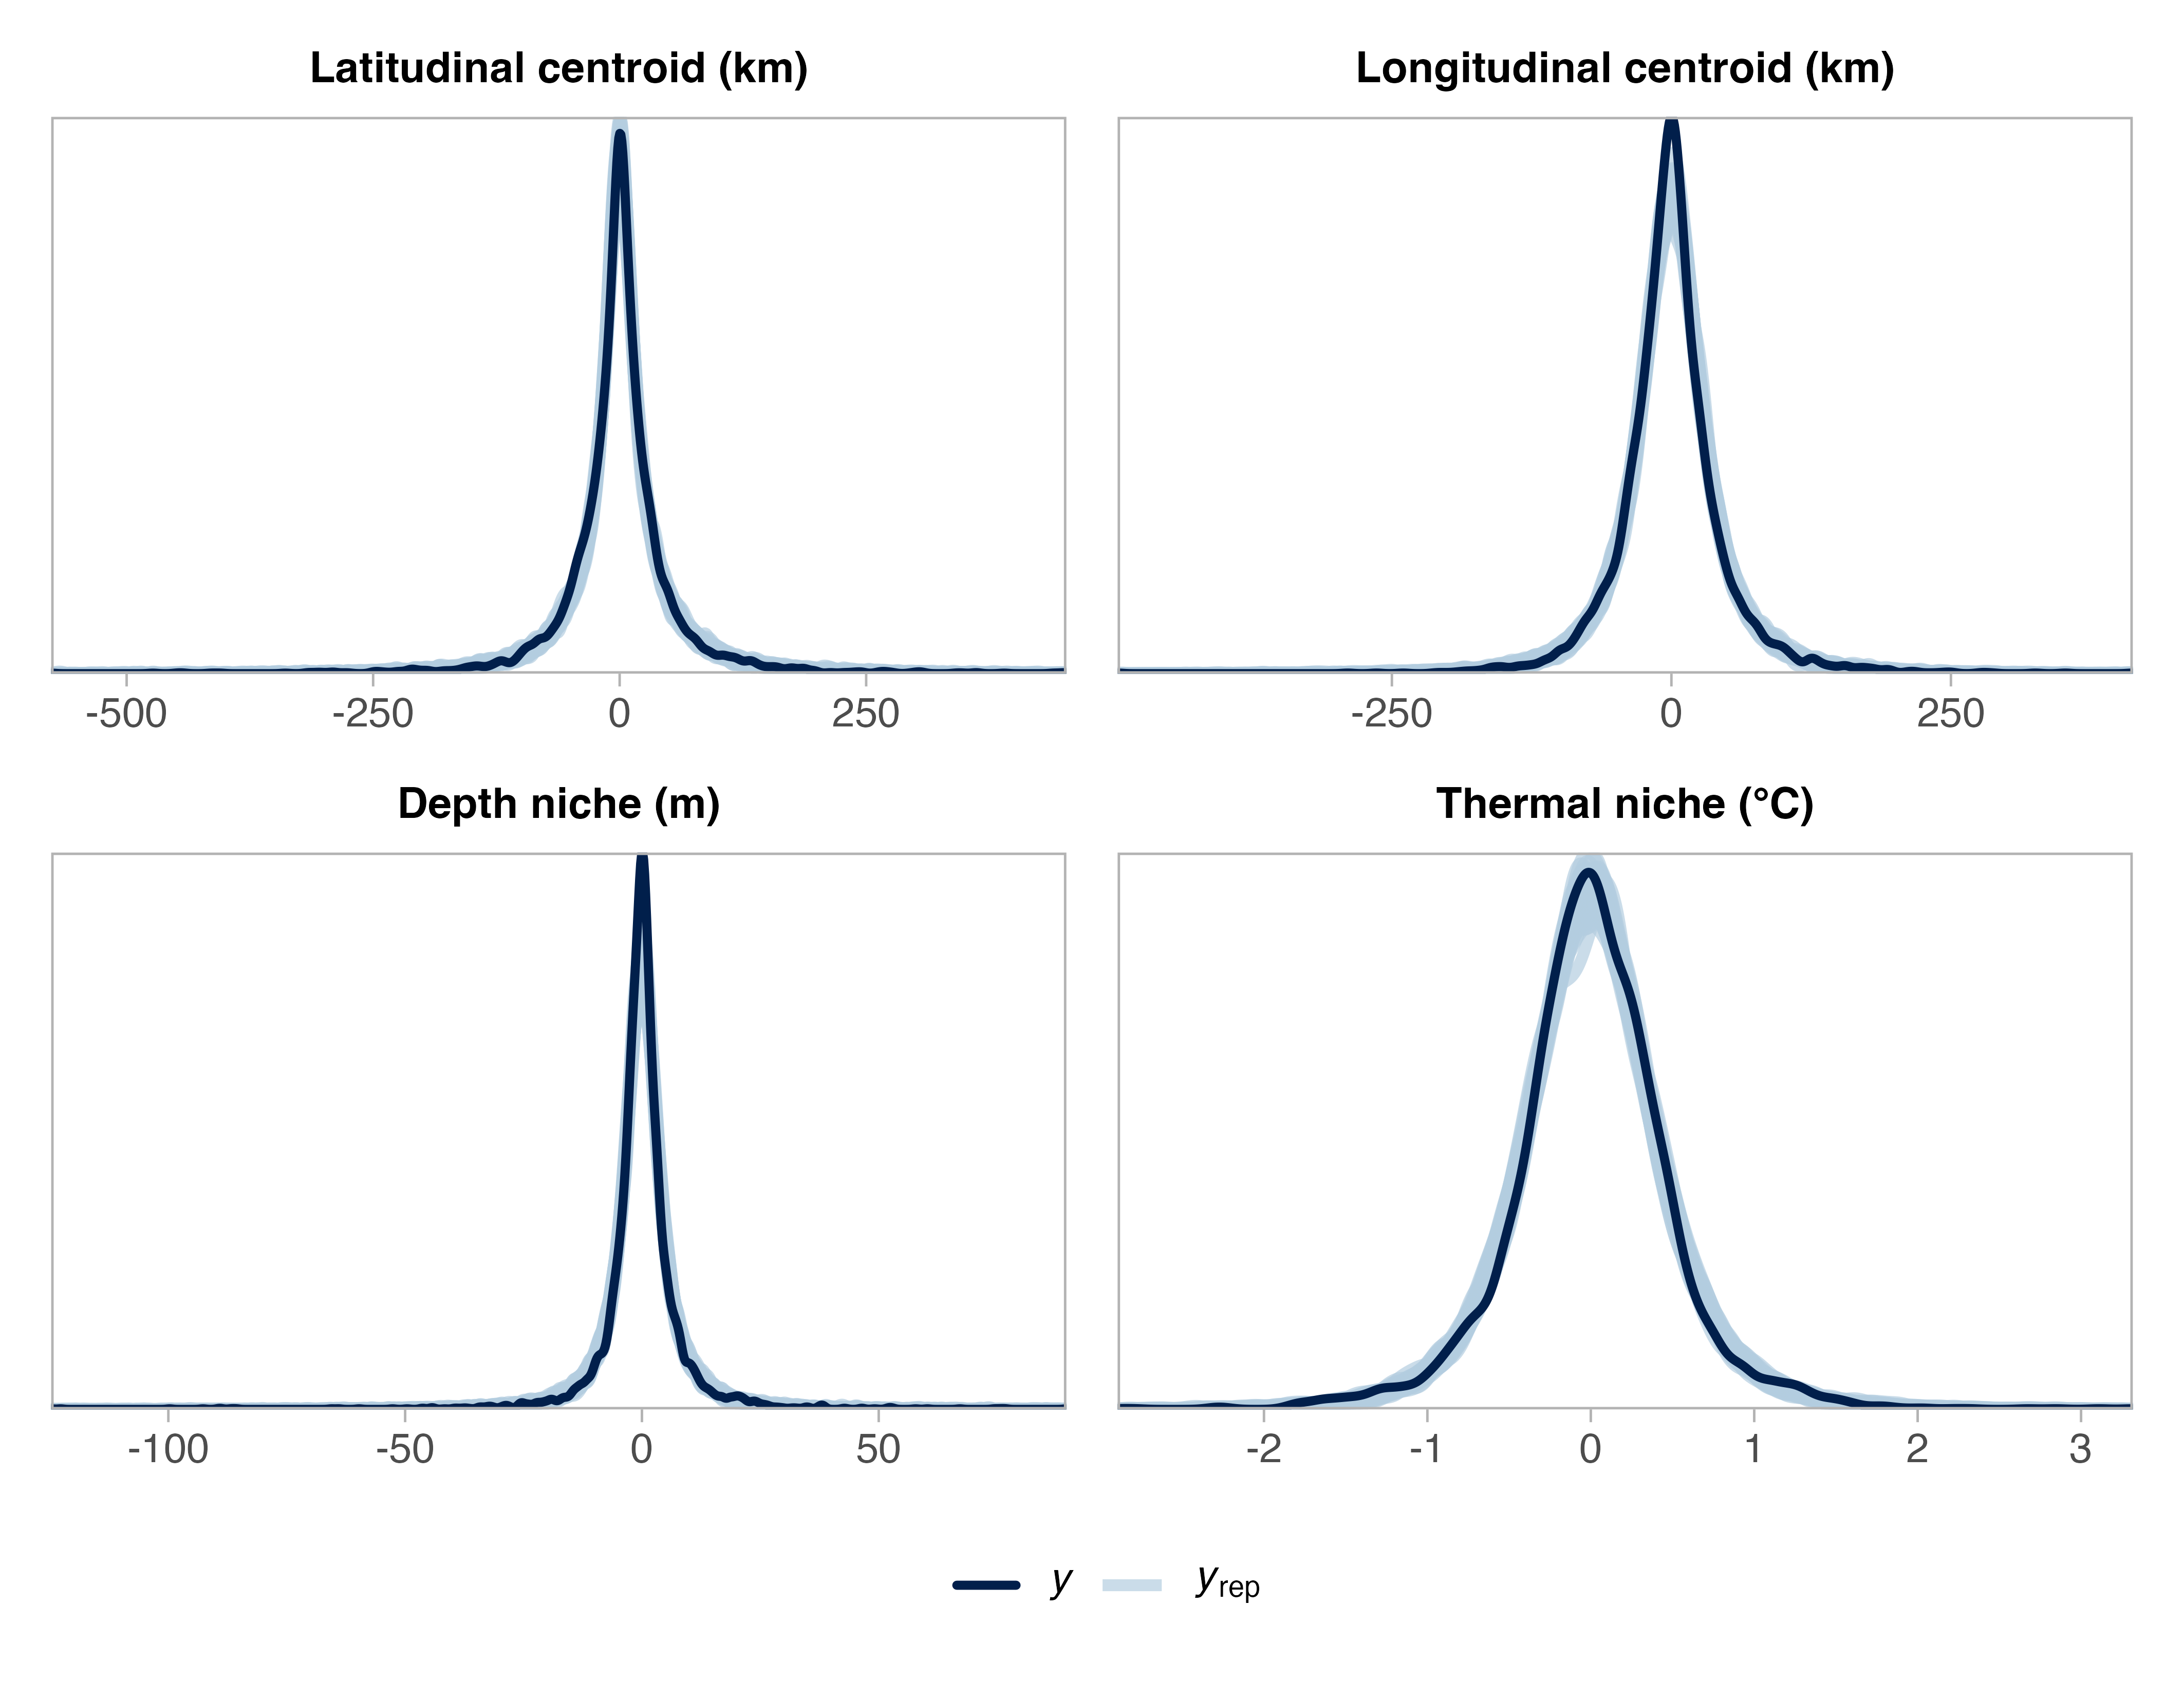 Latitudinal centroid (km)
Longitudinal centroid (km)
-500 -250 0 250
-250 0 250
Depth niche (m)
Thermal niche (°C)
-100 -50 0 50
-2 -1 0 1 2 3
y yrep